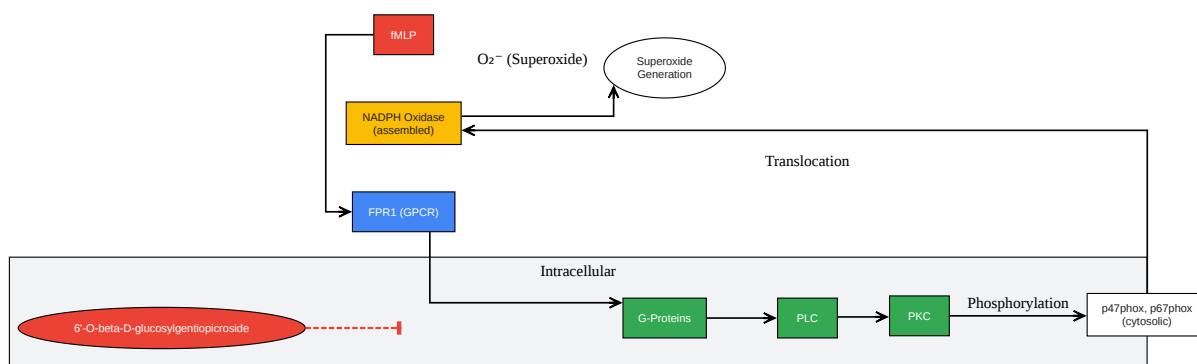 fMLP
O₂⁻ (Superoxide)
Superoxide
Generation
NADPH Oxidase
(assembled)
Translocation
FPR1 (GPCR)
Intracellular
6'-O-beta-D-glucosylgentiopicroside
G-Proteins
PLC
PKC
Phosphorylation
p47phox, p67phox
(cytosolic)